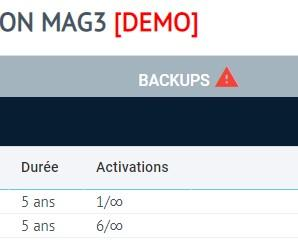 ON MAG3 [DEMO]
BACKUPS
Durée Activations
5 ans 1/∞
5 ans 6/∞